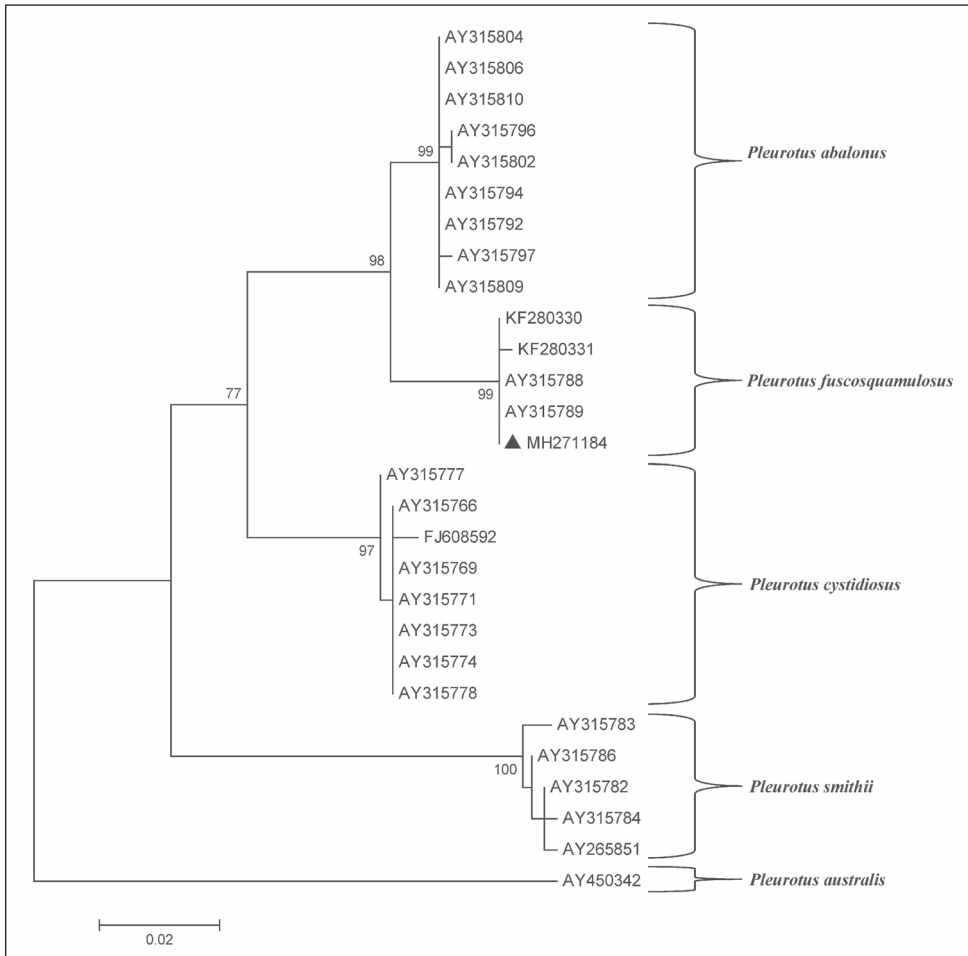 AY315804
AY315806
AY315810
AY315796
99
AY315802
Pleurotus abalonus
AY315794
AY315792
AY315797
98
AY315809
KF280330
KF280331
AY315788
Pleurotus fuscosquamulosus
99
77
AY315789
▲ MH271184
AY315777
AY315766
FJ608592
97
AY315769
Pleurotus cystidiosus
AY315771
AY315773
AY315774
AY315778
AY315783
AY315786
100
AY315782
Pleurotus smithii
AY315784
AY265851
AY450342
Pleurotus australis
0.02